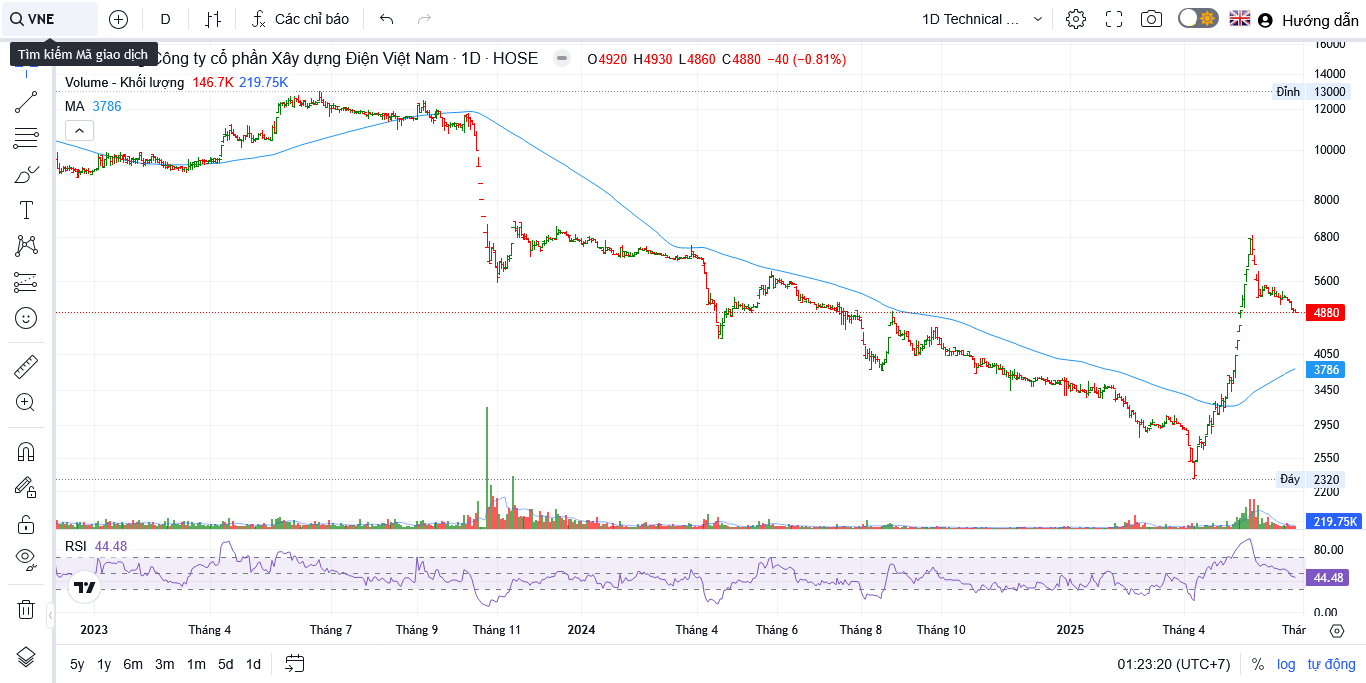 VNE
D
Các chỉ báo
1D Technical ...
Hướng dẫn
Tìm kiếm Mã giao dịch
Công ty cổ phần Xây dựng Điện Việt Nam · 1D · HOSE
O4920 H4930 L4860 C4880 −40 (−0.81%)
Volume - Khối lượng 146.7K 219.75K
MA 3786
16000
14000
Đỉnh 13000
12000
10000
8000
6800
5600
4880
4050
3786
3450
2950
2550
Đáy 2320
2200
219.75K
RSI 44.48
80.00
44.48
0.00
2023 Tháng 4 Tháng 7 Tháng 9 Tháng 11 2024 Tháng 4 Tháng 6 Tháng 8 Tháng 10 2025 Tháng 4 Thár
5y 1y 6m 3m 1m 5d 1d
01:23:20 (UTC+7) % log tự động